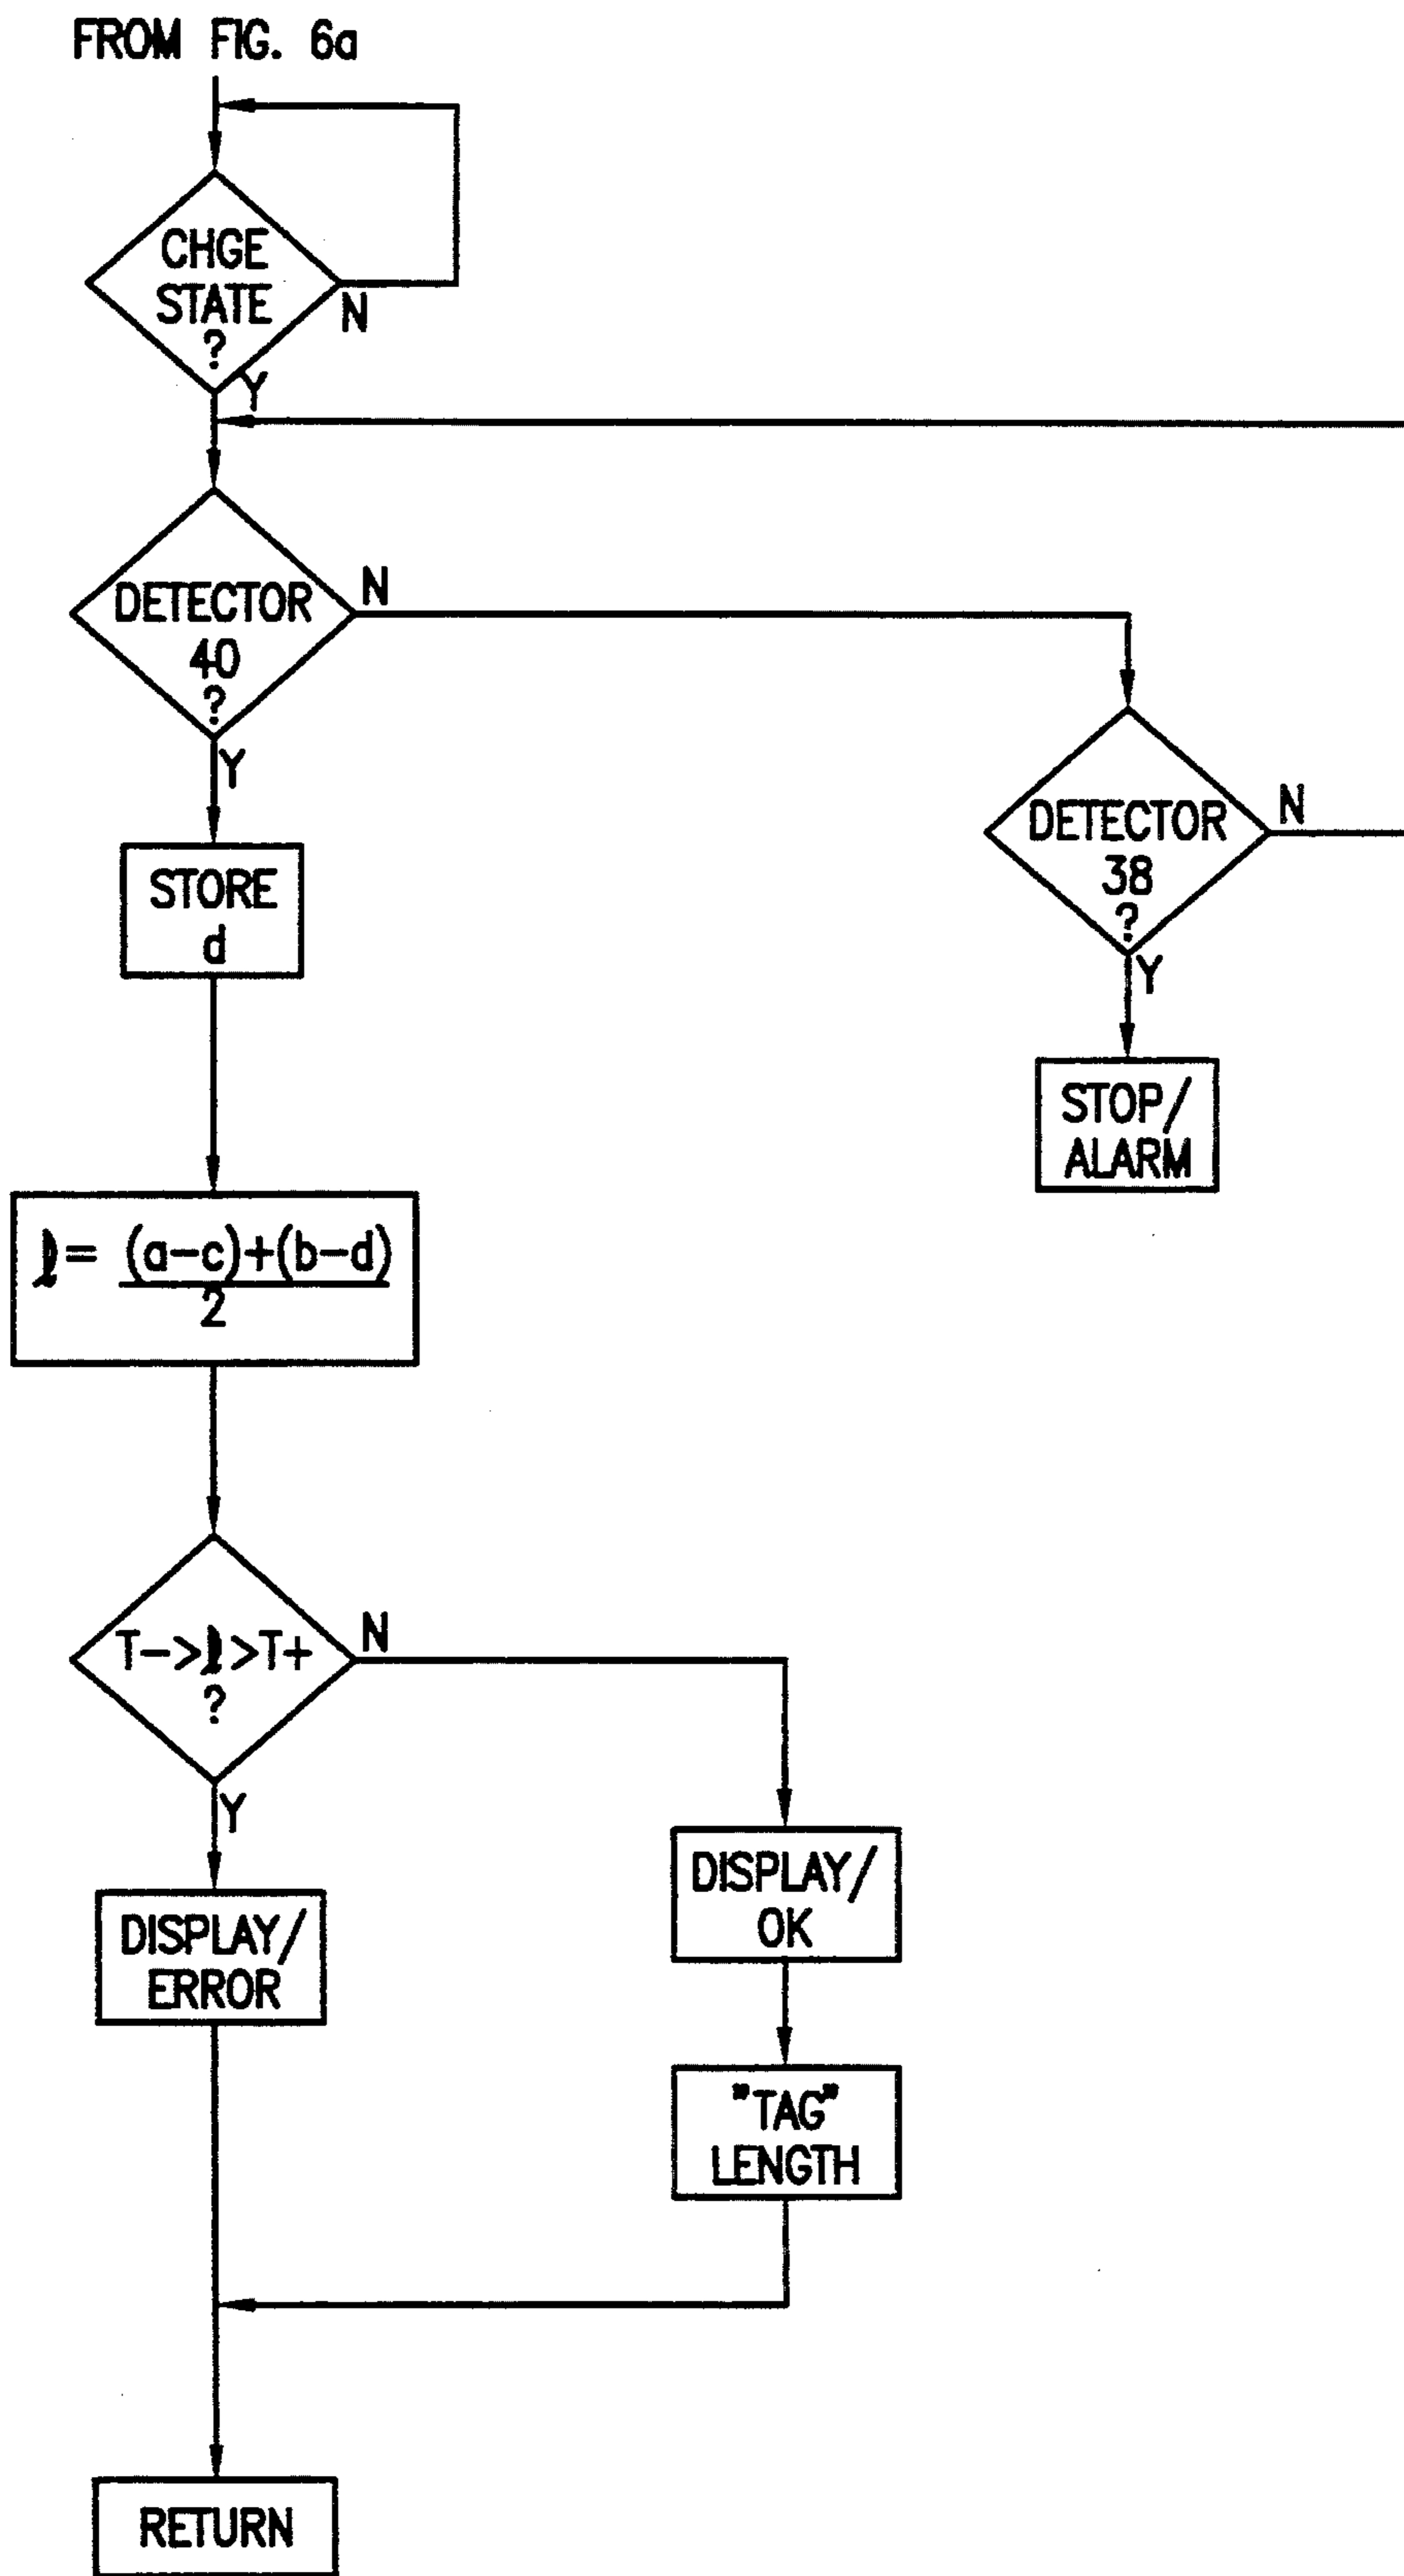 FROM FIG. 6a
CHGE
STATE
?
N
Y
DETECTOR
40
?
N
Y
DETECTOR
38
?
N
Y
STORE
d
STOP/
ALARM
l = (a-c)+(b-d)
2
T->l>T+
?
N
Y
DISPLAY/
OK
DISPLAY/
ERROR
"TAG"
LENGTH
RETURN